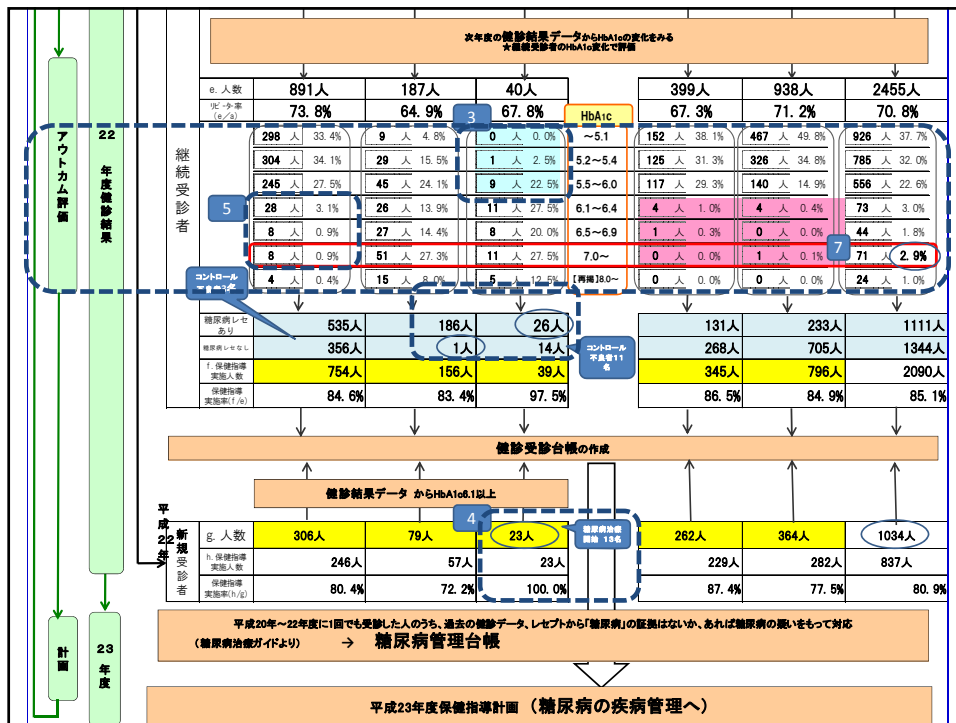 次年度の健診結果データからHbA1cの変化をみる
★継続受診者のHbA1c変化で評価
アウトカム評価
22年度健診結果
継続受診者
e. 人数 891人 187人 40人 399人 938人 2455人
リピータ率(e/a) 73.8% 64.9% 67.8% HbA1c 67.3% 71.2% 70.8%
3
298 人 33.4% 9 人 4.8% 0 人 0.0% ～5.1 152 人 38.1% 467 人 49.8% 926 人 37.7%
304 人 34.1% 29 人 15.5% 1 人 2.5% 5.2～5.4 125 人 31.3% 326 人 34.8% 785 人 32.0%
245 人 27.5% 45 人 24.1% 9 人 22.5% 5.5～6.0 117 人 29.3% 140 人 14.9% 556 人 22.6%
5
28 人 3.1% 26 人 13.9% 11 人 27.5% 6.1～6.4 4 人 1.0% 4 人 0.4% 73 人 3.0%
8 人 0.9% 27 人 14.4% 8 人 20.0% 6.5～6.9 1 人 0.3% 0 人 0.0% 44 人 1.8%
7
8 人 0.9% 51 人 27.3% 11 人 27.5% 7.0～ 0 人 0.0% 1 人 0.1% 71 人 2.9%
4 人 0.4% 15 人 8.0% 5 人 12.5% 【再掲】8.0～ 0 人 0.0% 0 人 0.0% 24 人 1.0%
コントロール
糖尿病レセあり 535人 186人 26人 131人 233人 1111人
糖尿病レセなし 356人 1人 14人 268人 705人 1344人
コントロール不良者11名
f. 保健指導実施人数 754人 156人 39人 345人 796人 2090人
保健指導実施率(f/e) 84.6% 83.4% 97.5% 86.5% 84.9% 85.1%
健診受診台帳の作成
健診結果データ からHbA1c6.1以上
平成22年
新規受診者
4
g. 人数 306人 79人 23人 262人 364人 1034人
糖尿病治療開始 13名
h. 保健指導実施人数 246人 57人 23人 229人 282人 837人
保健指導実施率(h/g) 80.4% 72.2% 100.0% 87.4% 77.5% 80.9%
計画
23年度
平成20年～22年度に1回でも受診した人のうち、過去の健診データ、レセプトから「糖尿病」の証拠はないか、あれば糖尿病の疑いをもって対応
(糖尿病治療ガイドより) → 糖尿病管理台帳
平成23年度保健指導計画 (糖尿病の疾病管理へ)